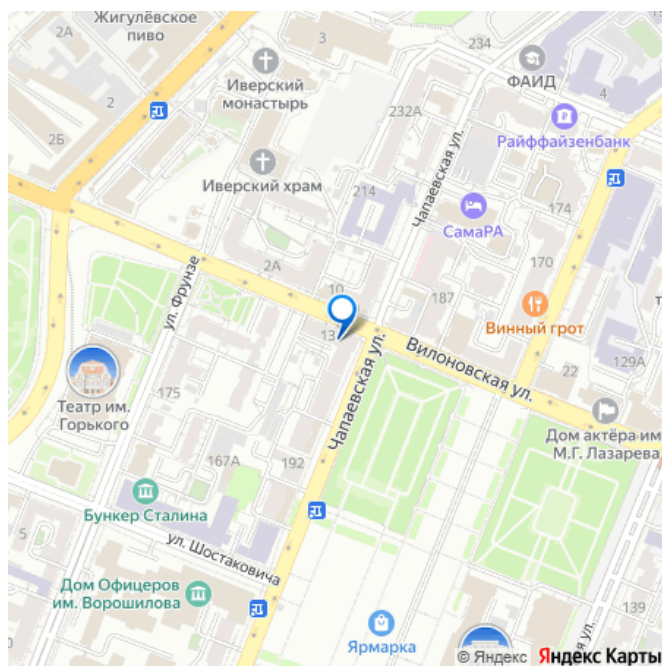 Жигулёвское
пиво
2А
3
234
ФАИД
Иверский
монастырь
2
4
232А
2Б
Райффайзенбанк
Чапаевская ул.
Иверский храм
214
174
СамаРА
2А
170
ул. Фрунзе
10
187
Винный грот
Вилоновская ул.
129А
22
Театр им.
Горького
175
Чапаевская ул.
Дом актёра им
М.Г. Лазарева
192
167А
Бункер Сталина
5
ул. Шостаковича
Дом Офицеров
им. Ворошилова
139
Ярмарка
© Яндекс Яндекс Карты